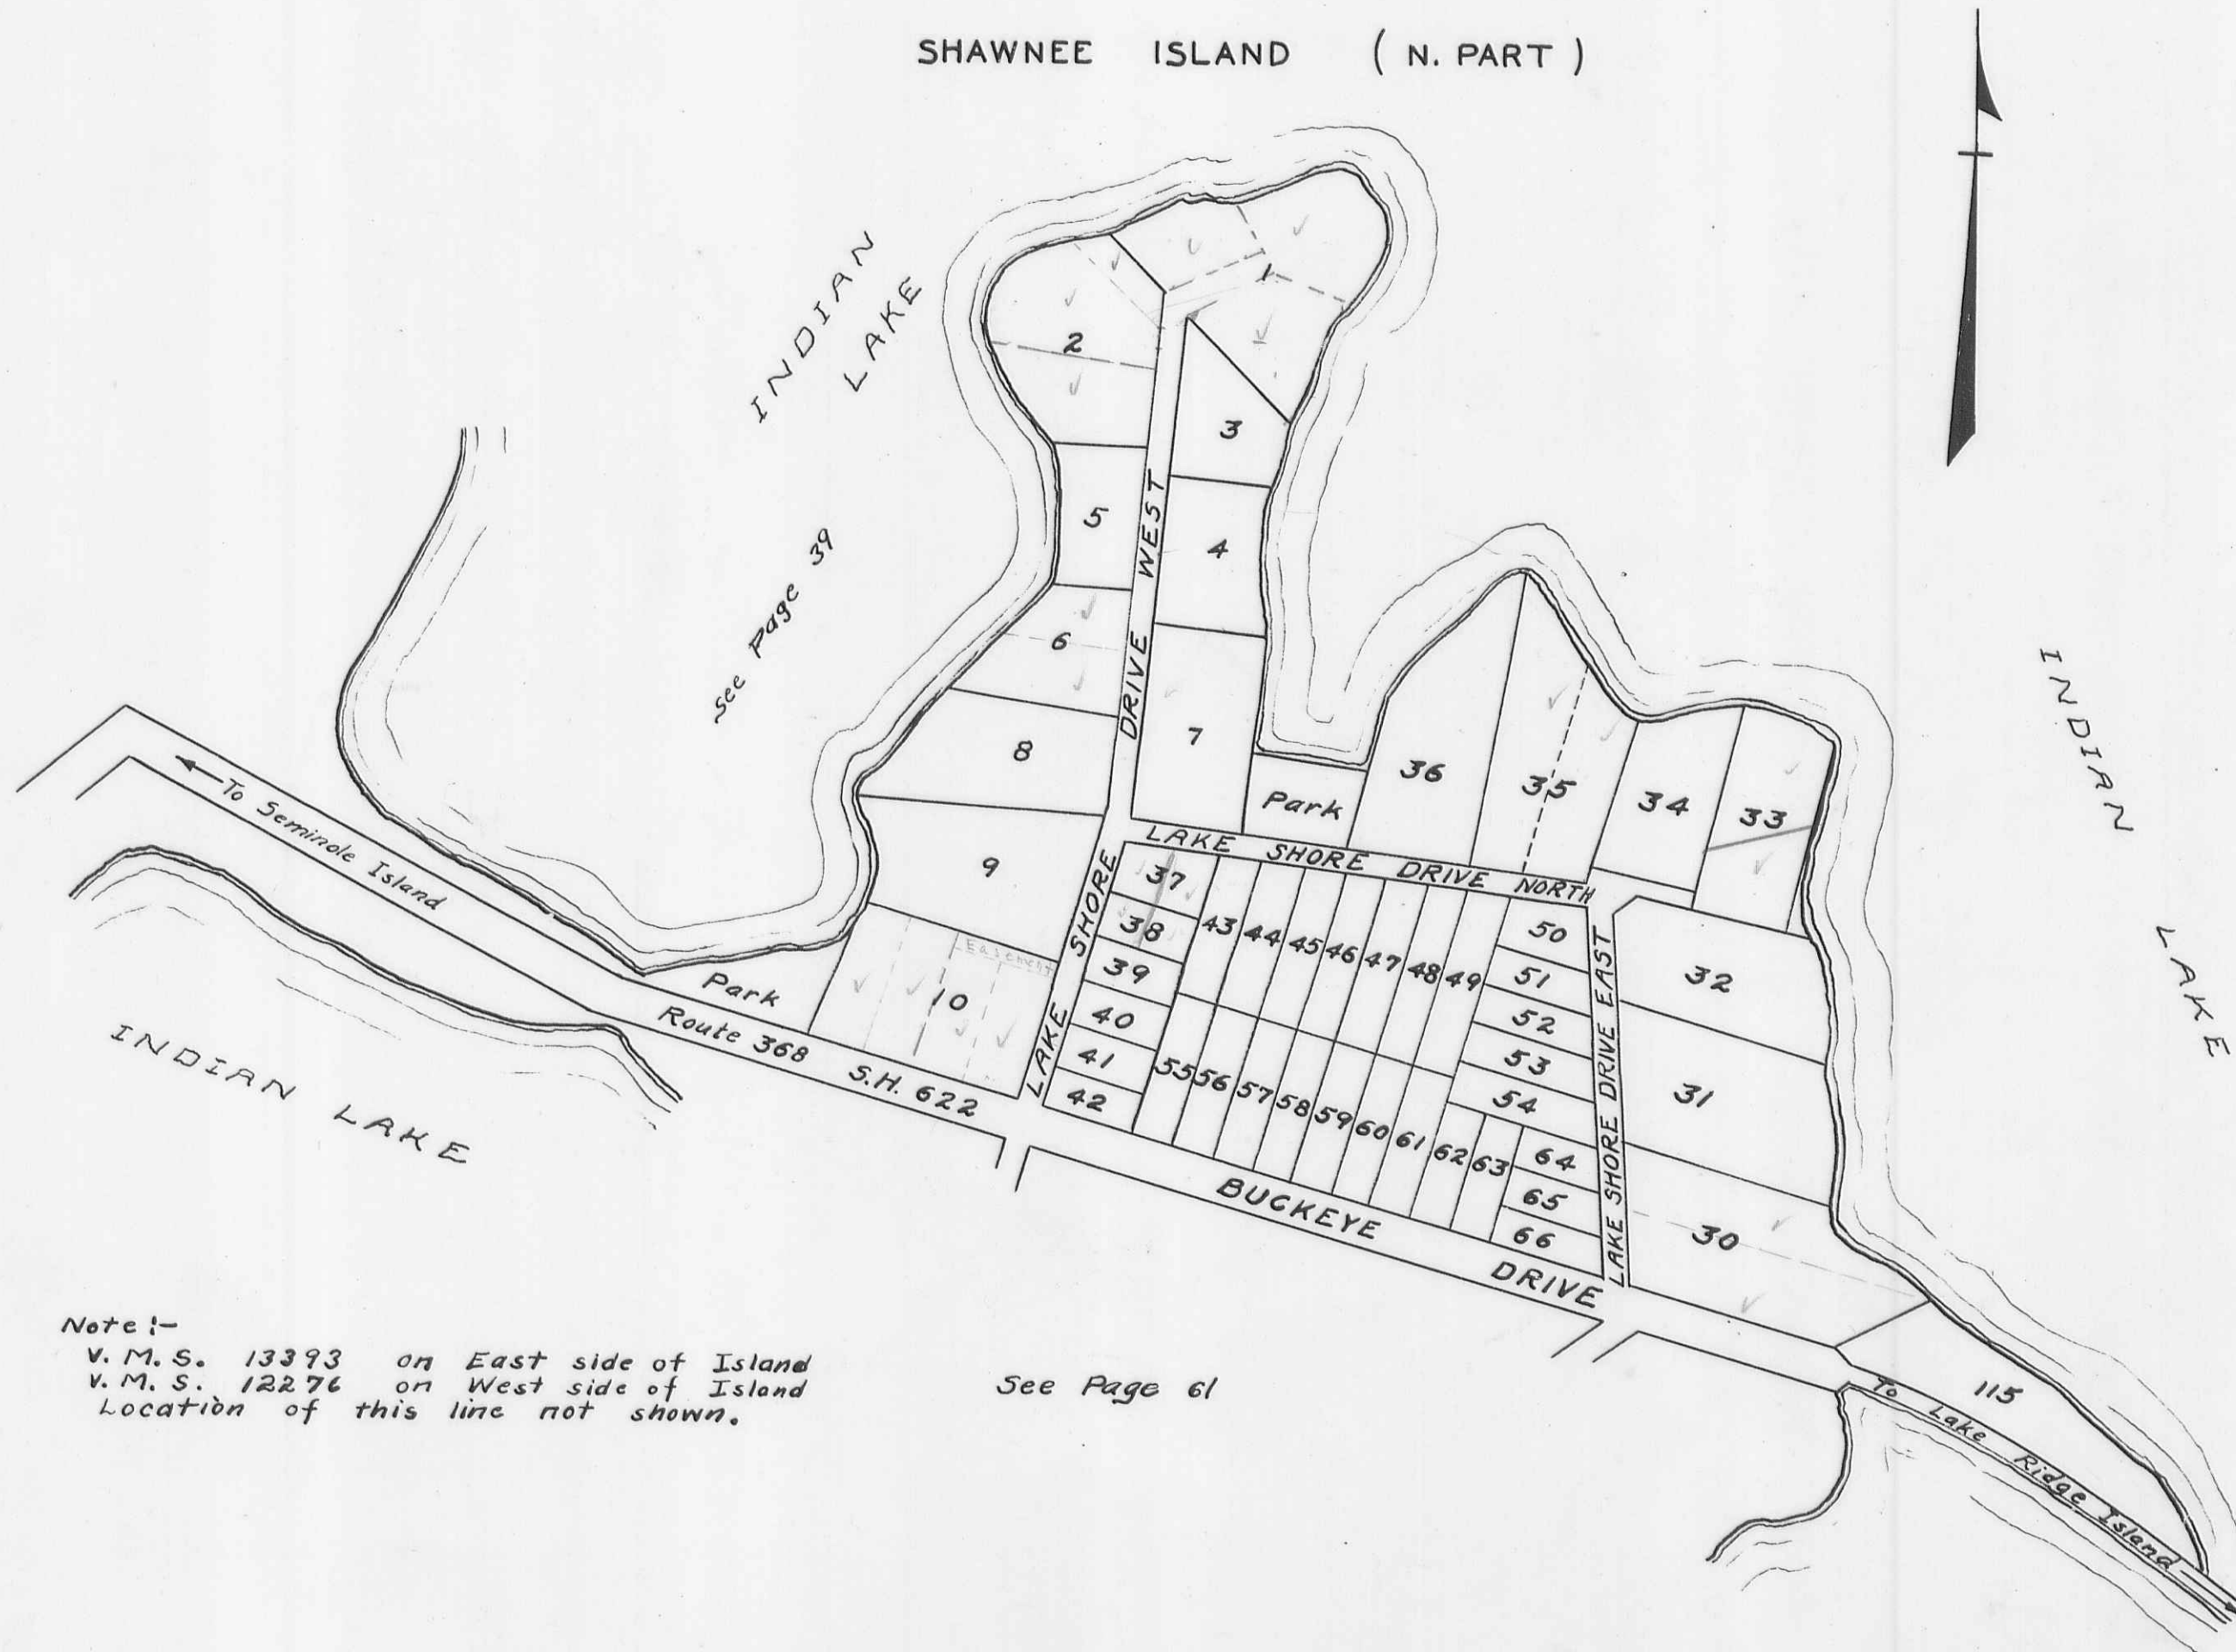 SHAWNEE ISLAND ( N. PART )
INDIAN
LAKE
1
2
3
5
4
DRIVE WEST
see Page 39
6
7
8
INDIAN
LAKE
36
35
34
33
Park
To Seminole Island
LAKE SHORE DRIVE NORTH
9
37
38
39
40
41
42
LAKE SHORE
43
44
45
46
47
48
49
50
51
52
53
54
LAKE SHORE DRIVE EAST
32
31
Easement
10
Park
Route 368 S.H. 622
INDIAN LAKE
55
56
57
58
59
60
61
62
63
64
65
66
LAKE SHORE DRIVE EAST
30
BUCKEYE DRIVE
Note:-
V. M. S. 13393 on East side of Island
V. M. S. 12276 on West side of Island
Location of this line not shown.
See Page 61
115
To Lake Ridge Island